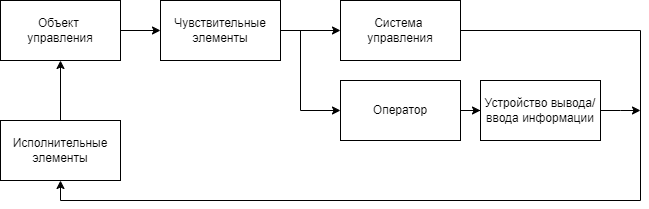 Объект
управления
Чувствительные
элементы
Система
управления
Оператор
Устройство вывода/
ввода информации
Исполнительные
элементы